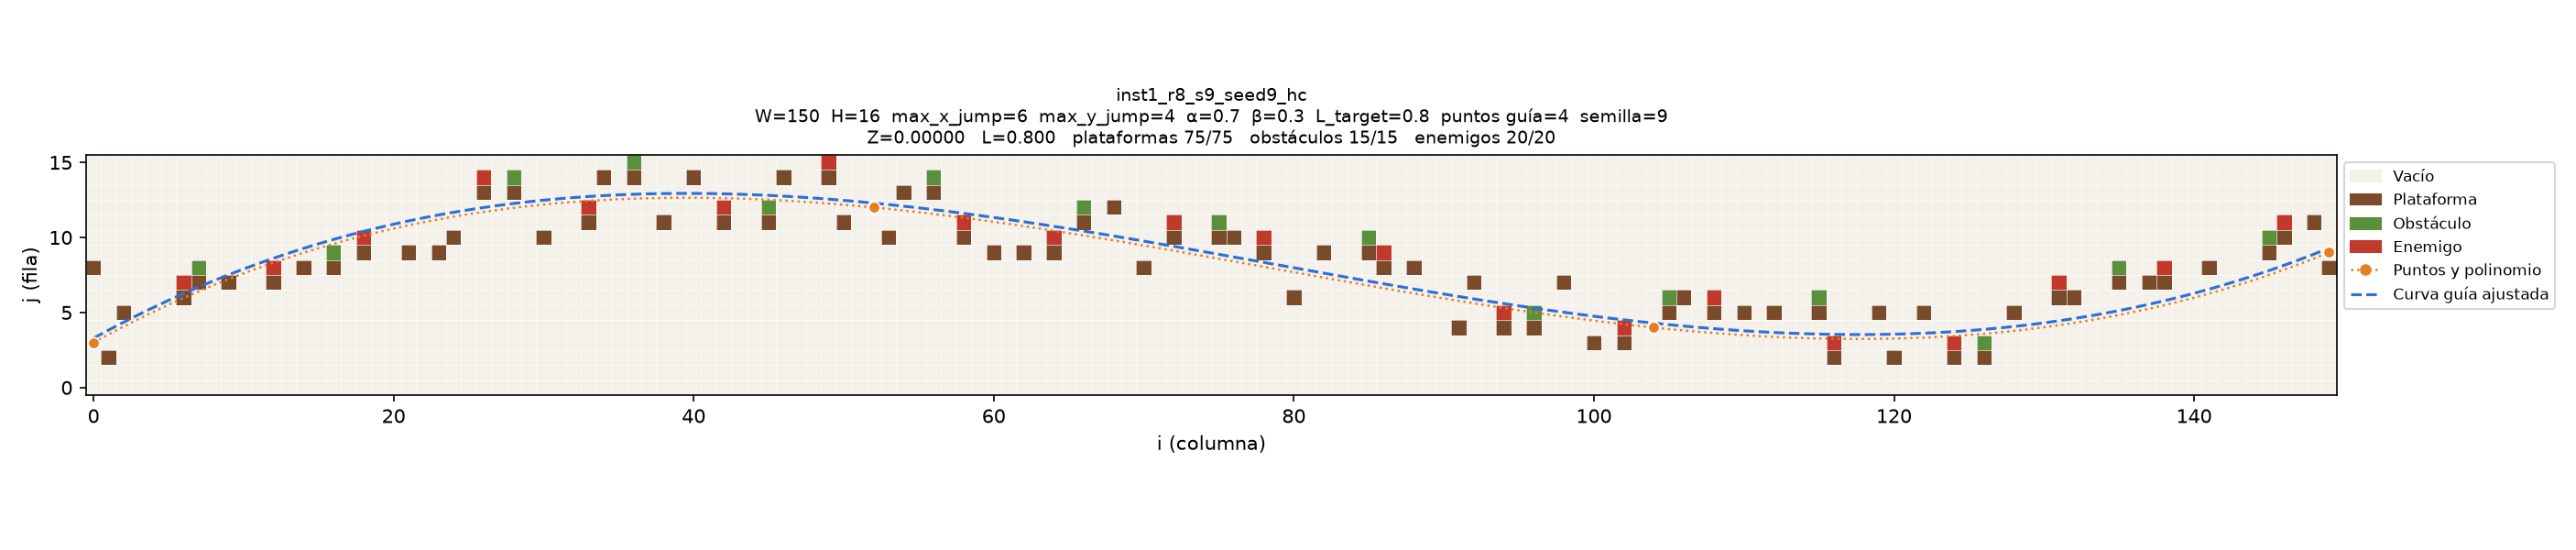 inst1_r8_s9_seed9_hc
W=150 H=16 max_x_jump=6 max_y_jump=4 α=0.7 β=0.3 L_target=0.8 puntos guía=4 semilla=9
Z=0.00000 L=0.800 plataformas 75/75 obstáculos 15/15 enemigos 20/20
15
10
5
0
j (fila)
0 20 40 60 80 100 120 140
i (columna)
Vacío
Plataforma
Obstáculo
Enemigo
Puntos y polinomio
Curva guía ajustada